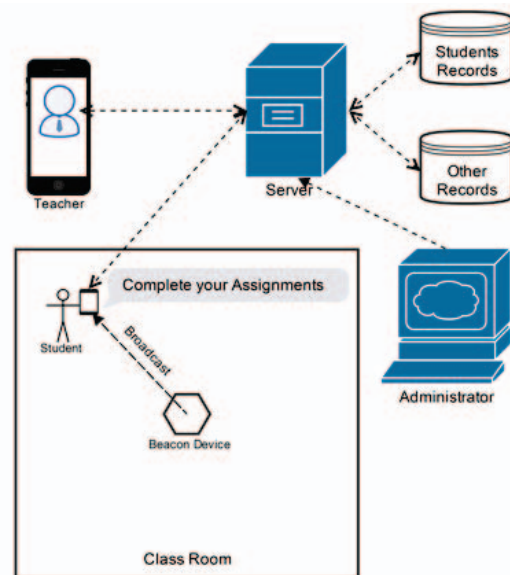 Students
Records
Teacher
Server
Other
Records
Complete your Assignments
Student
Broadcast
Beacon Device
Administrator
Class Room